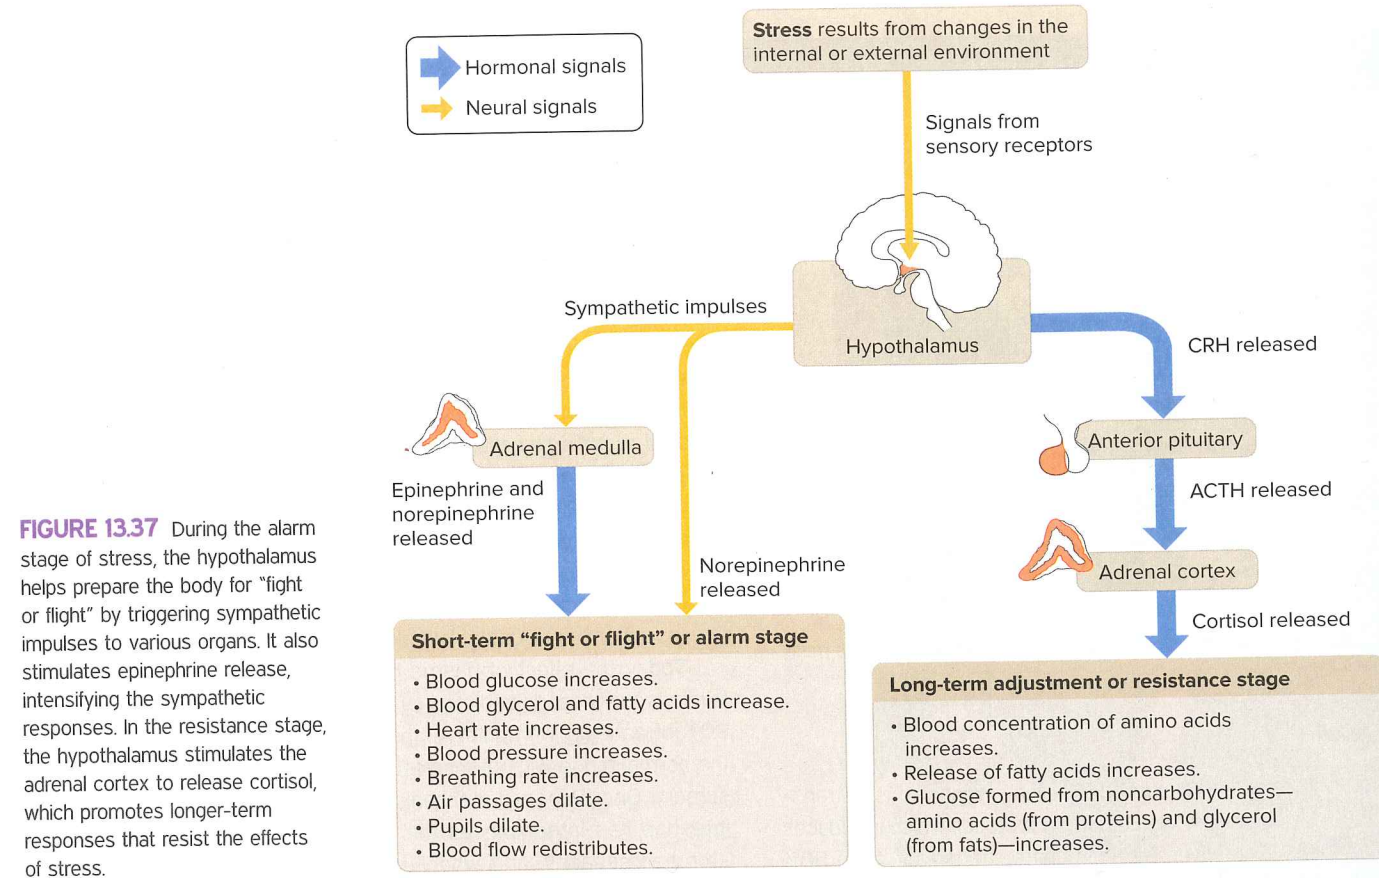 Stress results from changes in the
internal or external environment
Hormonal signals
Neural signals
Signals from
sensory receptors
Sympathetic impulses
Hypothalamus
CRH released
Adrenal medulla
Anterior pituitary
Epinephrine and
norepinephrine
released
ACTH released
Norepinephrine
released
Adrenal cortex
Cortisol released
Short-term “fight or flight” or alarm stage
• Blood glucose increases.
• Blood glycerol and fatty acids increase.
• Heart rate increases.
• Blood pressure increases.
• Breathing rate increases.
• Air passages dilate.
• Pupils dilate.
• Blood flow redistributes.
Long-term adjustment or resistance stage
• Blood concentration of amino acids
increases.
• Release of fatty acids increases.
• Glucose formed from noncarbohydrates—
amino acids (from proteins) and glycerol
(from fats)—increases.
FIGURE 13.37 During the alarm
stage of stress, the hypothalamus
helps prepare the body for “fight
or flight” by triggering sympathetic
impulses to various organs. It also
stimulates epinephrine release,
intensifying the sympathetic
responses. In the resistance stage,
the hypothalamus stimulates the
adrenal cortex to release cortisol,
which promotes longer-term
responses that resist the effects
of stress.